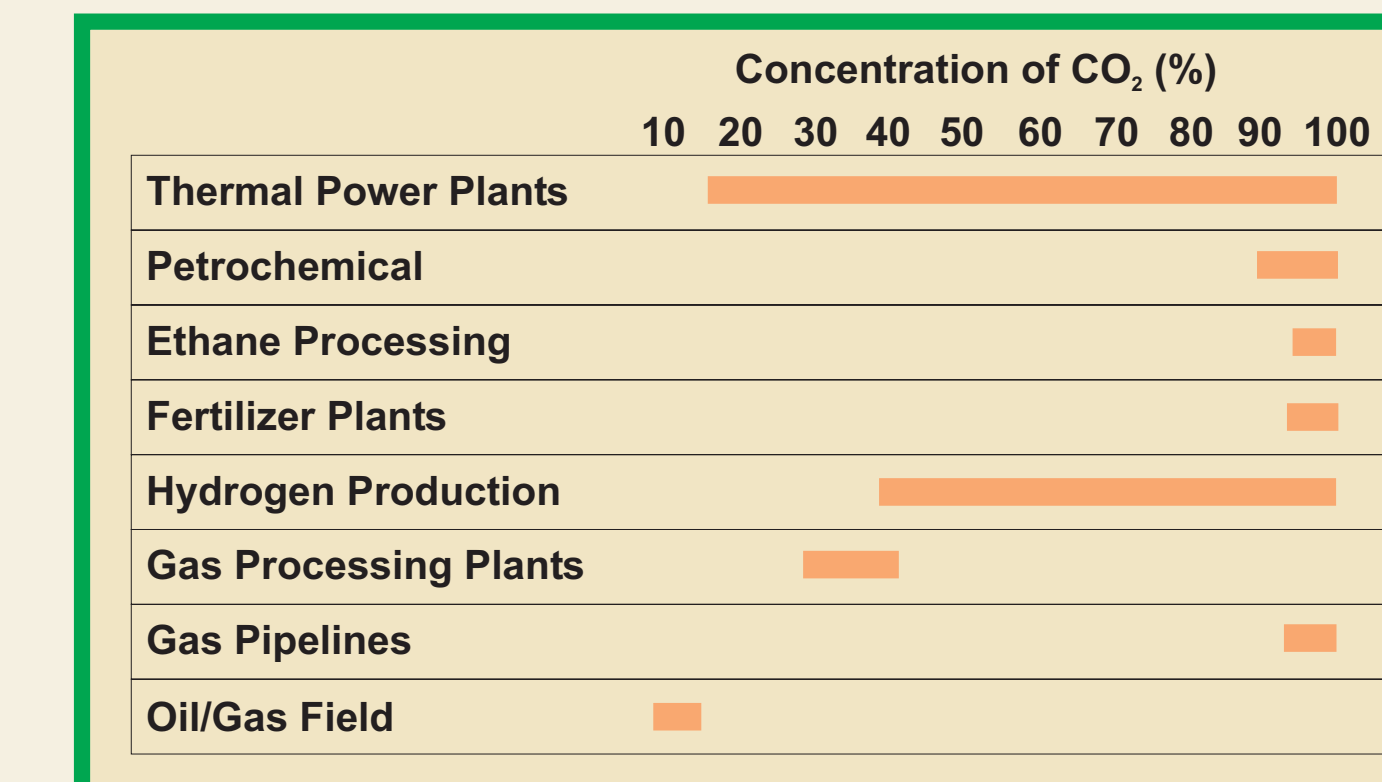 Concentration of CO₂ (%)
10 20 30 40 50 60 70 80 90 100
Thermal Power Plants
Petrochemical
Ethane Processing
Fertilizer Plants
Hydrogen Production
Gas Processing Plants
Gas Pipelines
Oil/Gas Field